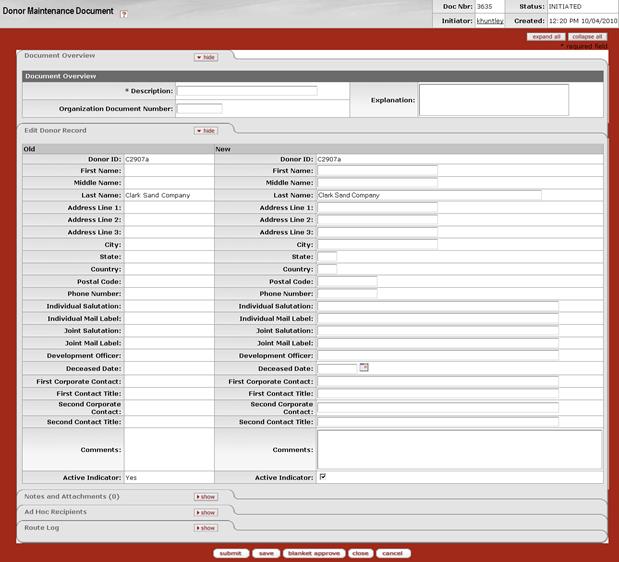 Donor Maintenance Document ?
Doc Nbr: 3635 Status: INITIATED
Initiator: khuntley Created: 12:20 PM 10/04/2010
expand all collapse all
* required field
Document Overview hide
Document Overview
* Description: Explanation:
Organization Document Number:
Edit Donor Record hide
Old New
Donor ID: C2907a Donor ID: C2907a
First Name: First Name:
Middle Name: Middle Name:
Last Name: Clark Sand Company Last Name: Clark Sand Company
Address Line 1: Address Line 1:
Address Line 2: Address Line 2:
Address Line 3: Address Line 3:
City: City:
State: State:
Country: Country:
Postal Code: Postal Code:
Phone Number: Phone Number:
Individual Salutation: Individual Salutation:
Individual Mail Label: Individual Mail Label:
Joint Salutation: Joint Salutation:
Joint Mail Label: Joint Mail Label:
Development Officer: Development Officer:
Deceased Date: Deceased Date:
First Corporate Contact: First Corporate Contact:
First Contact Title: First Contact Title:
Second Corporate Second Corporate
Contact: Contact:
Second Contact Title: Second Contact Title:
Comments: Comments:
Active Indicator: Yes Active Indicator:
Notes and Attachments (0) show
Ad Hoc Recipients show
Route Log show
submit save blanket approve close cancel